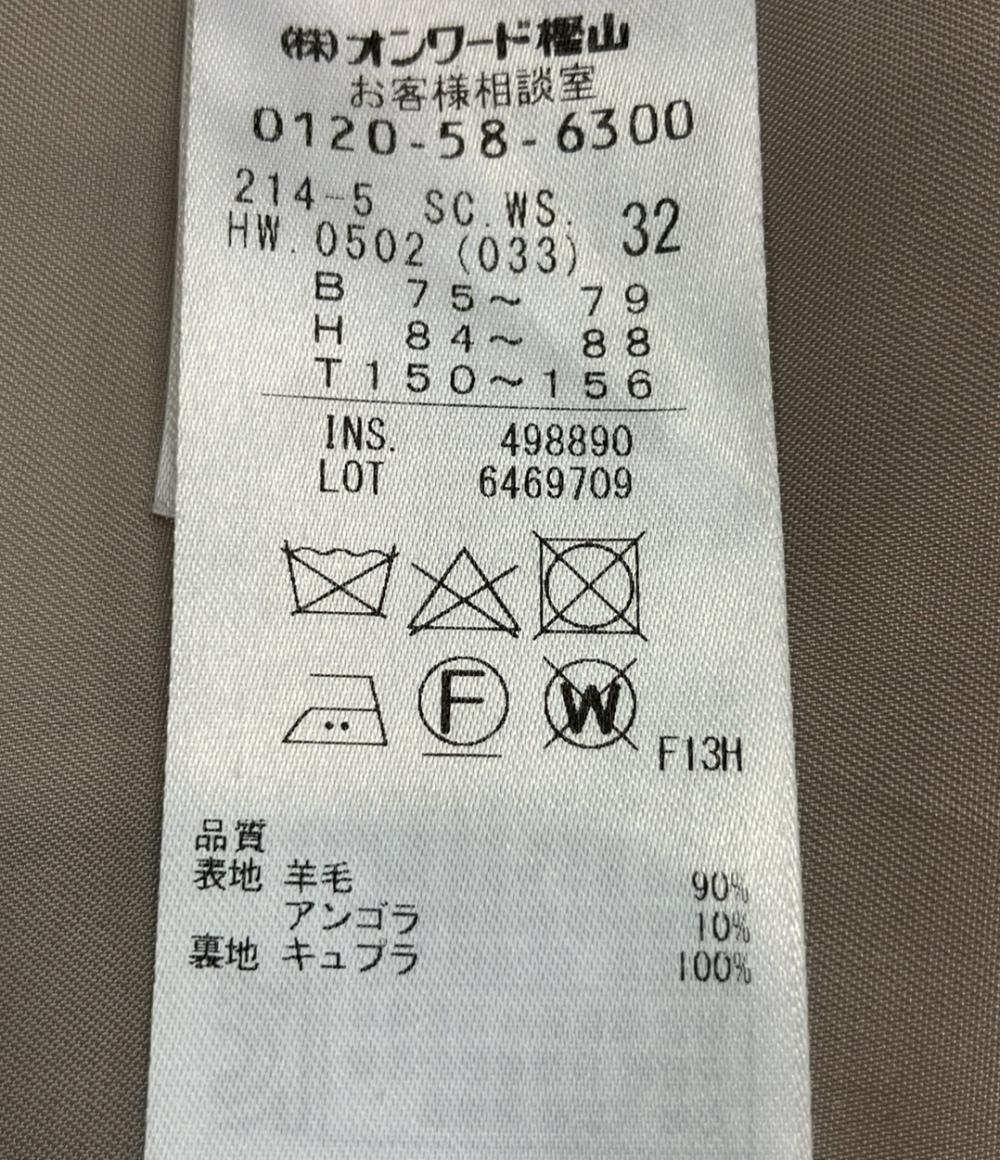 (株)オンワード樫山
お客様相談室
0120-58-6300
214-5 SC.WS. 32
HW.0502 (033)
B 75~ 79
H 84~ 88
T150~156
INS. 498890
LOT 6469709
F W
F13H
品質
表地 羊毛 90%
アンゴラ 10%
裏地 キュプラ 100%